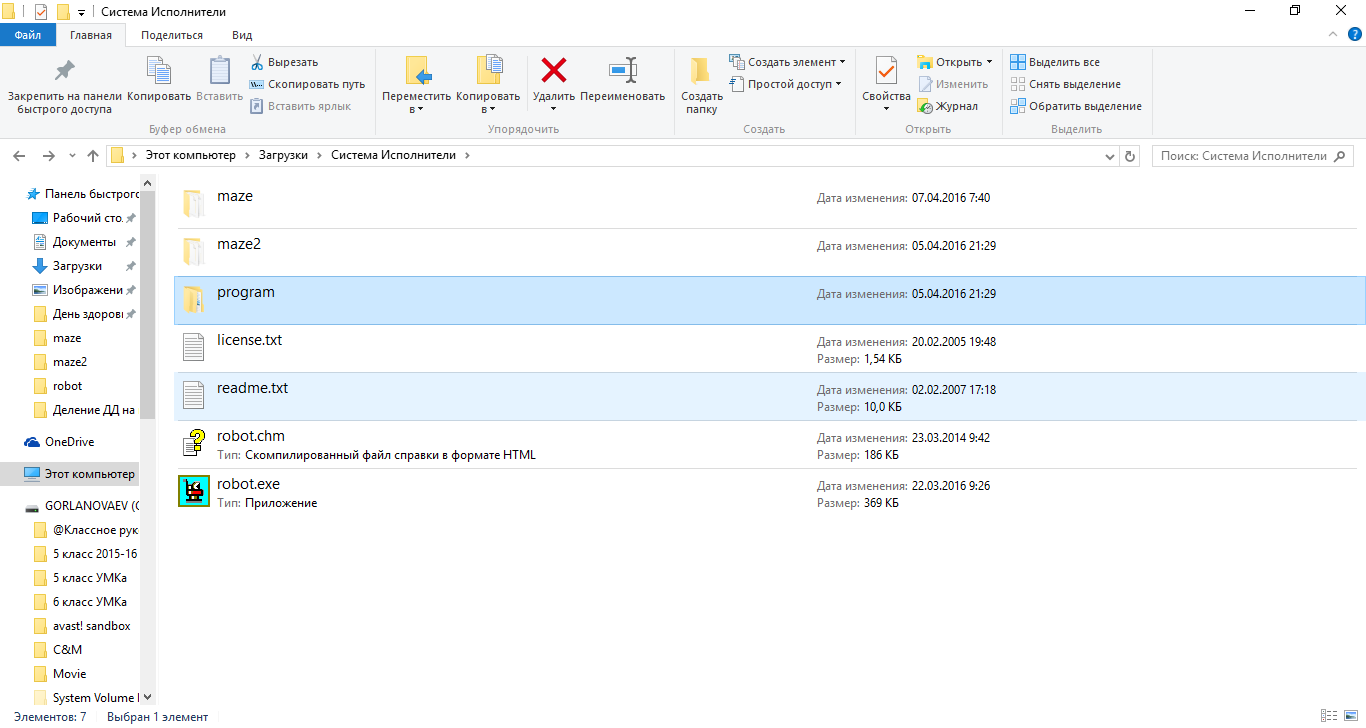 Система Исполнители
Файл Главная Поделиться Вид
Закрепить на панели быстрого доступа
Копировать
Вставить
Вырезать
Скопировать путь
Вставить ярлык
Буфер обмена
Переместить в
Копировать в
Удалить
Переименовать
Упорядочить
Создать папку
Создать элемент
Простой доступ
Создать
Свойства
Открыть
Изменить
Журнал
Открыть
Выделить все
Снять выделение
Обратить выделение
Выделить
Этот компьютер > Загрузки > Система Исполнители >
Поиск: Система Исполнители
Панель быстрог
Рабочий сто.
Документы
Загрузки
Изображени
День здоровь
maze
maze2
robot
Деление ДД на
OneDrive
Этот компьютер
GORLANOVAEV (
@Классное рук
5 класс 2015-16
5 класс УМКа
6 класс УМКа
avast! sandbox
C&M
Movie
System Volume I
maze Дата изменения: 07.04.2016 7:40
maze2 Дата изменения: 05.04.2016 21:29
program Дата изменения: 05.04.2016 21:29
license.txt Дата изменения: 20.02.2005 19:48
Размер: 1,54 КБ
readme.txt Дата изменения: 02.02.2007 17:18
Размер: 10,0 КБ
robot.chm Дата изменения: 23.03.2014 9:42
Тип: Скомпилированный файл справки в формате HTML Размер: 186 КБ
robot.exe Дата изменения: 22.03.2016 9:26
Тип: Приложение Размер: 369 КБ
Элементов: 7 Выбран 1 элемент